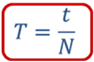 T = t/N